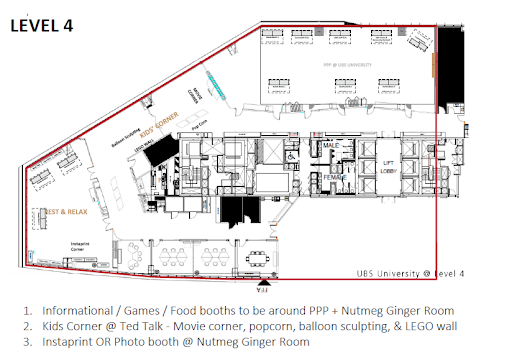 LEVEL 4
PPP @ UBS UNIVERSITY
MOVIE CORNER
Pop Corn
KIDS' CORNER
Balloon Sculpting
LEGO WALL
MALE
FEMALE
LIFT
LOBBY
REST & RELAX
Instaprint
Corner
FFA
UBS University @ Level 4
1. Informational / Games / Food booths to be around PPP + Nutmeg Ginger Room
2. Kids Corner @ Ted Talk - Movie corner, popcorn, balloon sculpting, & LEGO wall
3. Instaprint OR Photo booth @ Nutmeg Ginger Room